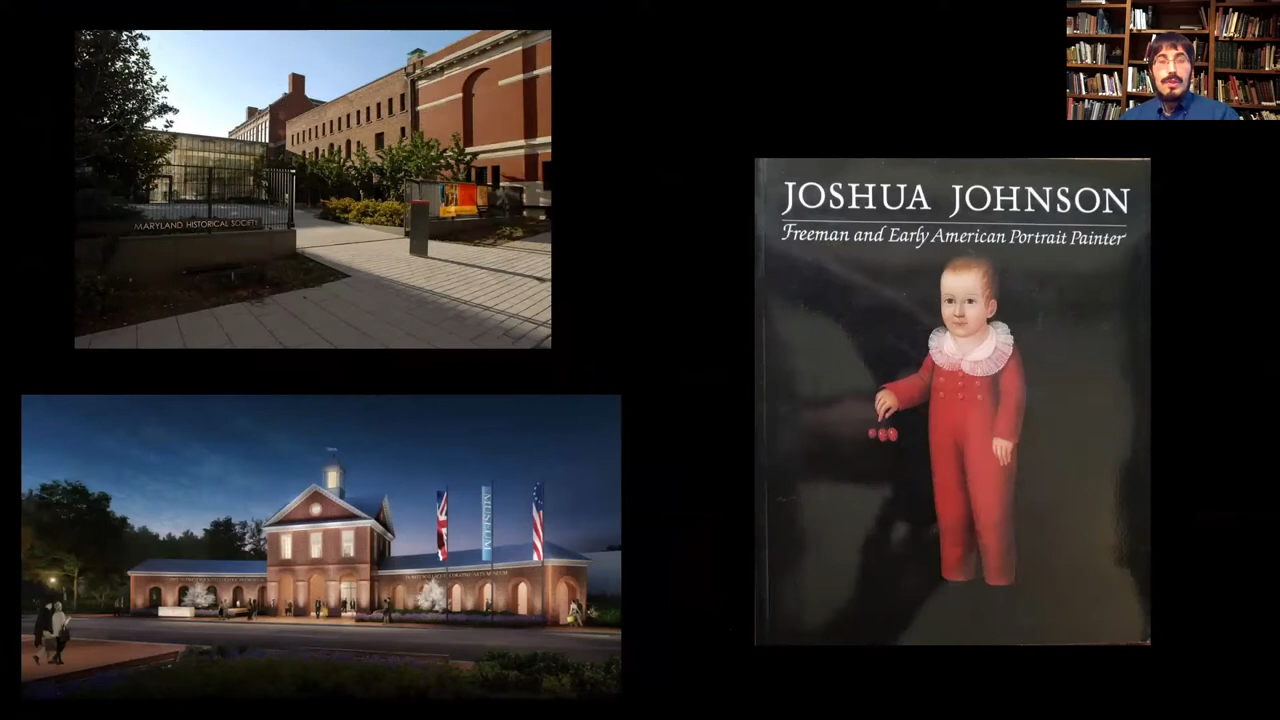 MARYLAND HISTORICAL SOCIETY
MUSEUM
JOSHUA JOHNSON
Freeman and Early American Portrait Painter